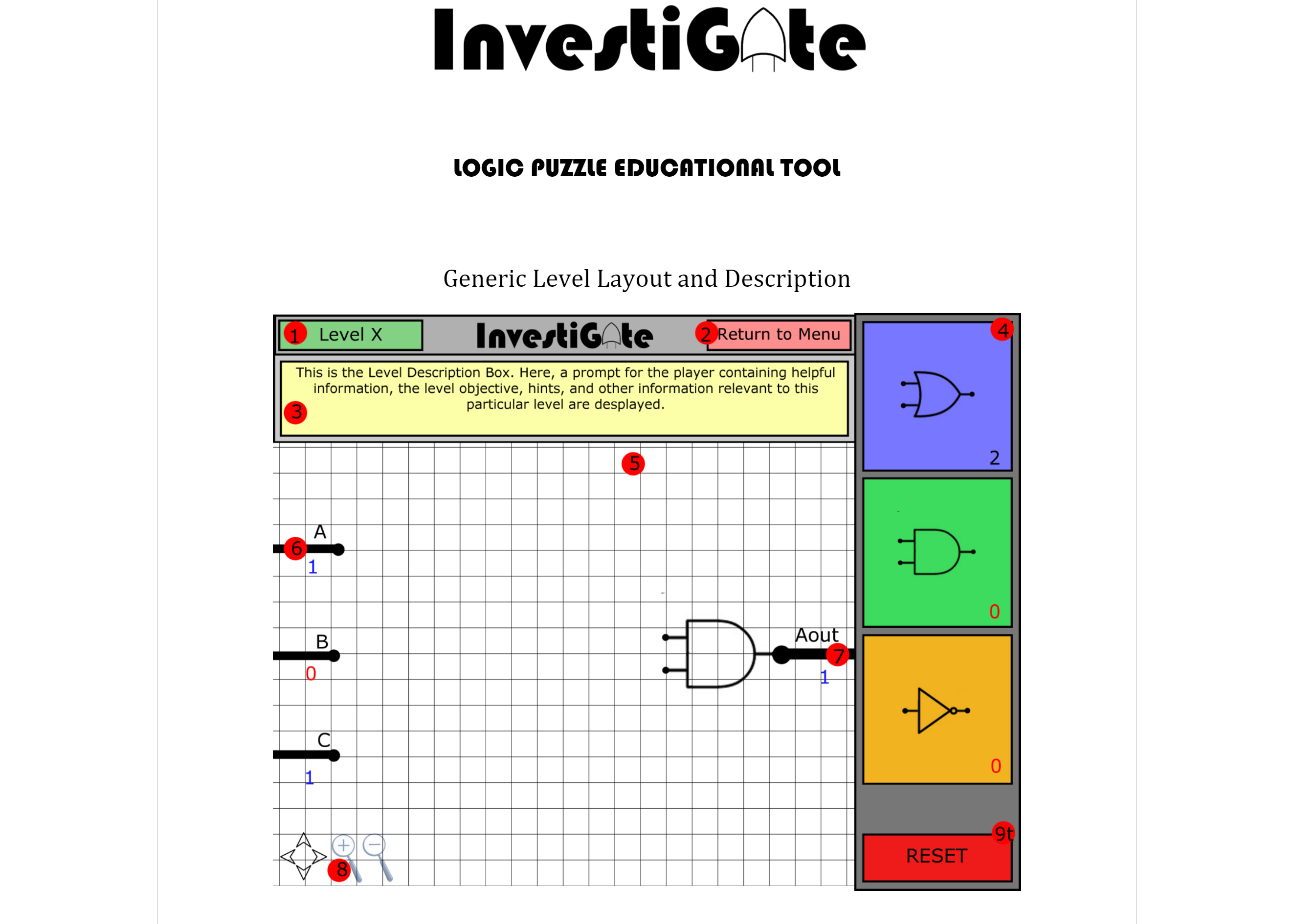 InvestiGate
LOGIC PUZZLE EDUCATIONAL TOOL
Generic Level Layout and Description
1 Level X
InvestiGate
2 Return to Menu
This is the Level Description Box. Here, a prompt for the player containing helpful
information, the level objective, hints, and other information relevant to this
particular level are desplayed.
3
4
2
5
A
6
1
0
B
0
Aout
7
1
C
1
0
8
9t
RESET